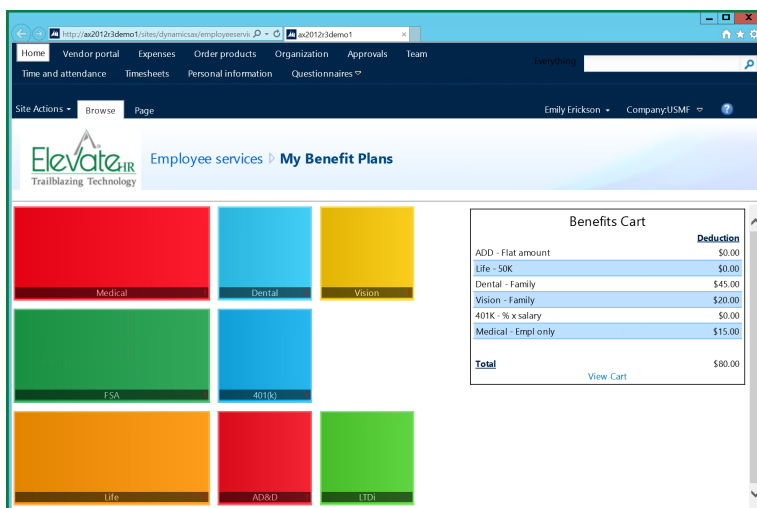 http://ax2012r3demo1/sites/dynamicsax/employeeservi
ax2012r3demo1
Home Vendor portal Expenses Order products Organization Approvals Team
Everything
Time and attendance Timesheets Personal information Questionnaires
Site Actions Browse Page Emily Erickson Company:USMF
ElevateHR
Trailblazing Technology
Employee services My Benefit Plans
Medical
Dental
Vision
FSA
401(k)
Life
AD&D
LTDi
Benefits Cart
Deduction
ADD - Flat amount $0.00
Life - 50K $0.00
Dental - Family $45.00
Vision - Family $20.00
401K - % x salary $0.00
Medical - Empl only $15.00
Total $80.00
View Cart